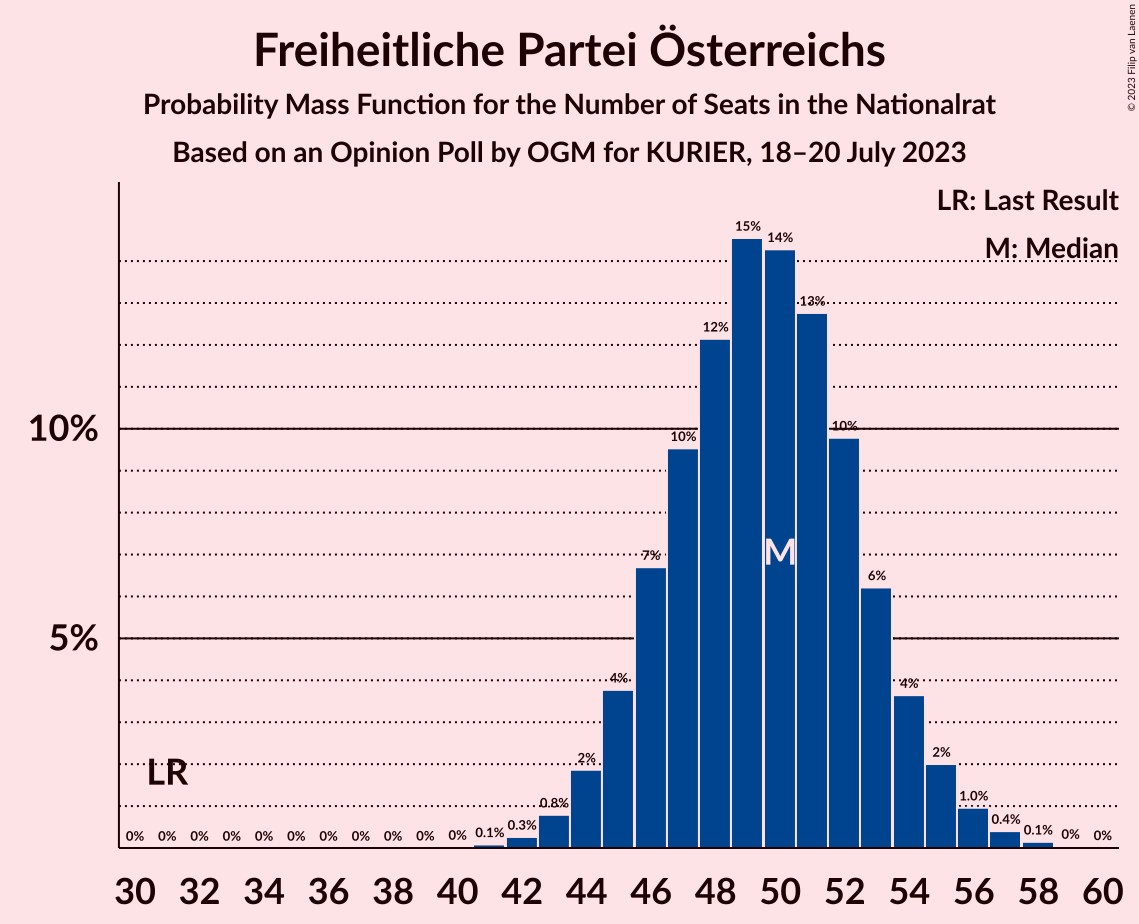 Freiheitliche Partei Österreichs
Probability Mass Function for the Number of Seats in the Nationalrat
Based on an Opinion Poll by OGM for KURIER, 18–20 July 2023
© 2023 Filip van Laenen
LR: Last Result
M: Median
10%
5%
LR
M
0% 0% 0% 0% 0% 0% 0% 0% 0% 0% 0% 0.1% 0.3% 0.8% 2% 4% 7% 10% 12% 15% 14% 13% 10% 6% 4% 2% 1.0% 0.4% 0.1% 0% 0%
30 32 34 36 38 40 42 44 46 48 50 52 54 56 58 60